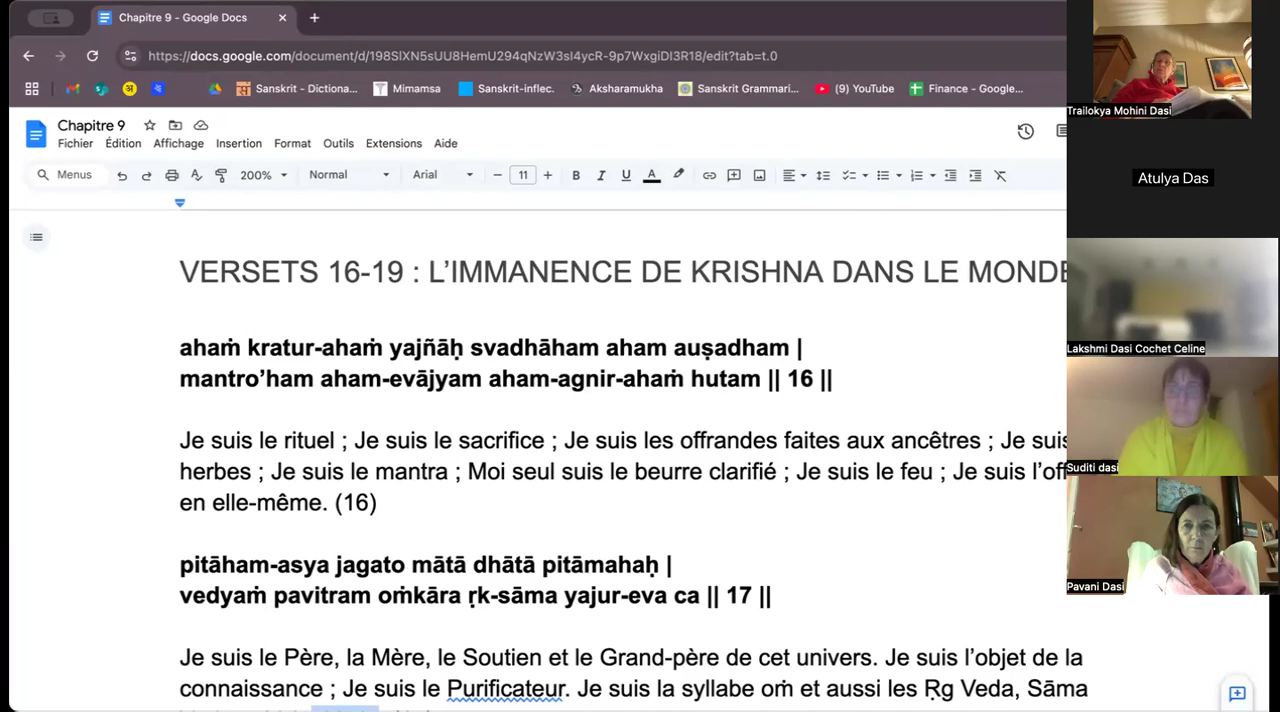 Chapitre 9 - Google Docs
https://docs.google.com/document/d/198SlXN5sUU8HemU294qNzW3sl4ycR-9p7WxgiDl3R18/edit?tab=t.0
Sanskrit - Dictiona... Mimamsa Sanskrit-inflec. Aksharamukha Sanskrit Grammari... (9) YouTube Finance - Google...
Chapitre 9
Fichier Édition Affichage Insertion Format Outils Extensions Aide
Menus 200% Normal Arial 11
VERSETS 16-19 : L’IMMANENCE DE KRISHNA DANS LE MONDE
ahaṁ kratur-ahaṁ yajñāḥ svadhāham aham auṣadham |
mantro’ham aham-evājyam aham-agnir-ahaṁ hutam || 16 ||
Je suis le rituel ; Je suis le sacrifice ; Je suis les offrandes faites aux ancêtres ; Je suis
herbes ; Je suis le mantra ; Moi seul suis le beurre clarifié ; Je suis le feu ; Je suis l’off
en elle-même. (16)
pitāham-asya jagato mātā dhātā pitāmahaḥ |
vedyaṁ pavitram oṁkāra ṛk-sāma yajur-eva ca || 17 ||
Je suis le Père, la Mère, le Soutien et le Grand-père de cet univers. Je suis l’objet de la
connaissance ; Je suis le Purificateur. Je suis la syllabe oṁ et aussi les Ṛg Veda, Sāma
Trailokya Mohini Dasi
Atulya Das
Lakshmi Dasi Cochet Celine
Suditi dasi
Pavani Dasi